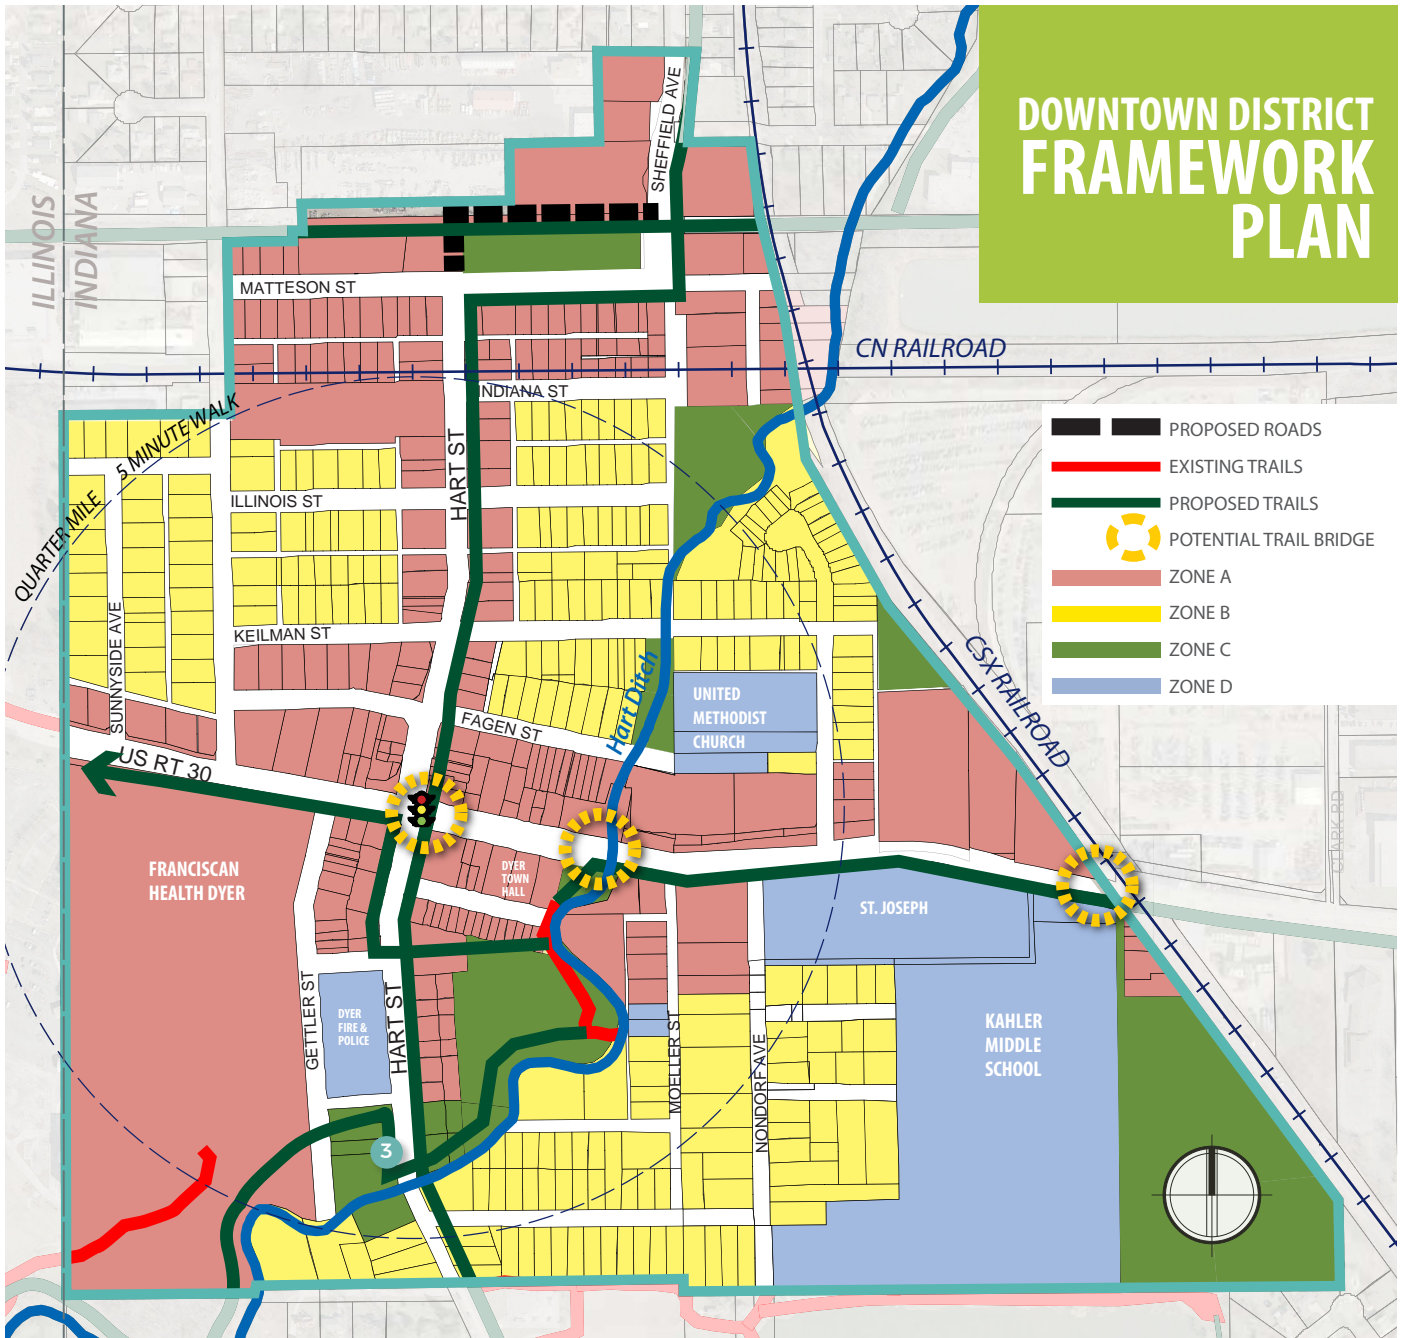 DOWNTOWN DISTRICT
FRAMEWORK
PLAN
ILLINOIS
INDIANA
SHEFFIELD AVE
MATTESON ST
CN RAILROAD
INDIANA ST
5 MINUTE WALK
QUARTER MILE
HART ST
ILLINOIS ST
PROPOSED ROADS
EXISTING TRAILS
PROPOSED TRAILS
POTENTIAL TRAIL BRIDGE
ZONE A
ZONE B
ZONE C
ZONE D
SUNNYSIDE AVE
KEILMAN ST
CSX RAILROAD
Hart Ditch
UNITED
METHODIST
CHURCH
FAGEN ST
US RT 30
CLARK RD
FRANCISCAN
HEALTH DYER
DYER
TOWN
HALL
ST. JOSEPH
GETTLER ST
DYER
FIRE &
POLICE
HART ST
MOELLER ST
NONDORF AVE
KAHLER
MIDDLE
SCHOOL
3